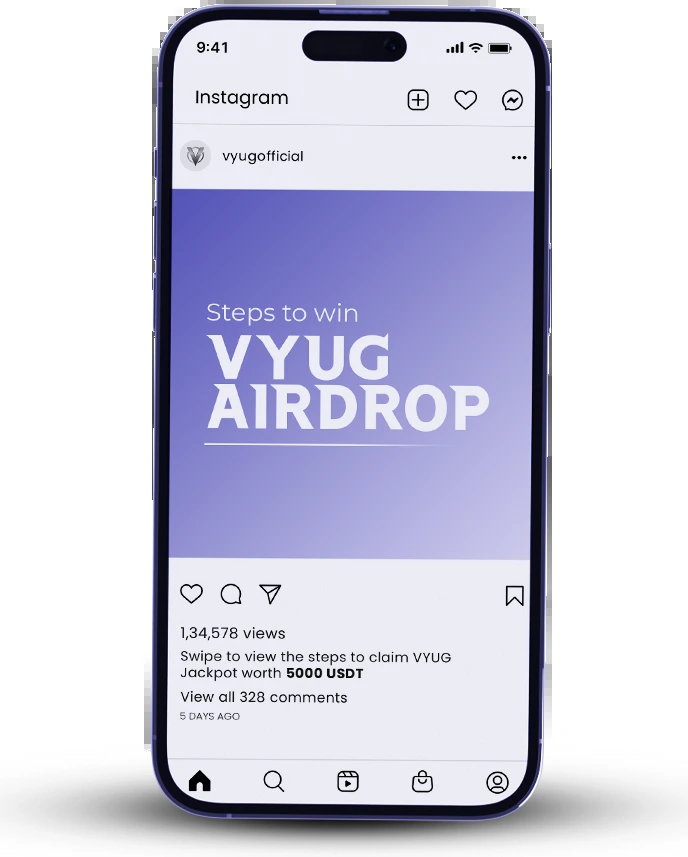 9:41
Instagram
vyugofficial
Steps to win
VYUG
AIRDROP
1,34,578 views
Swipe to view the steps to claim VYUG
Jackpot worth 5000 USDT
View all 328 comments
5 DAYS AGO